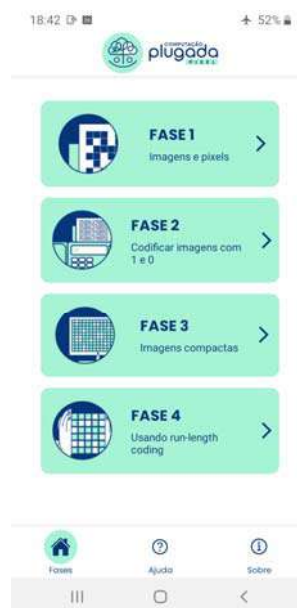 18:42
52%
COMPUTAÇÃO
plugada
PIXEL
FASE 1
Imagens e pixels
FASE 2
Codificar imagens com
1 e 0
FASE 3
Imagens compactas
FASE 4
Usando run-length
coding
Fases
Ajuda
Sobre